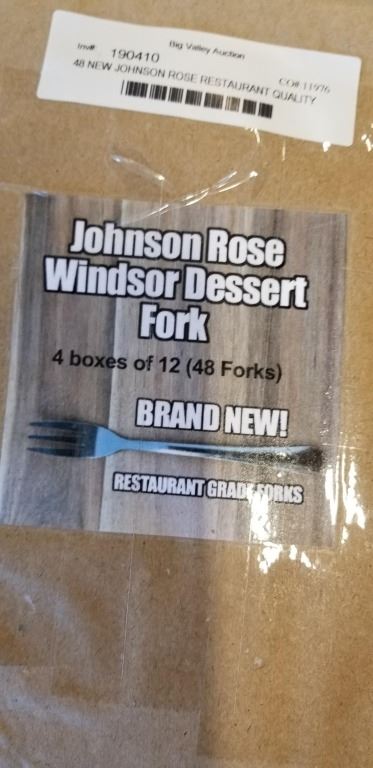 Big Valley Auction
Inv#: 190410 CO# 11976
48 NEW JOHNSON ROSE RESTAURANT QUALITY
Johnson Rose
Windsor Dessert
Fork
4 boxes of 12 (48 Forks)
BRAND NEW!
RESTAURANT GRADE FORKS